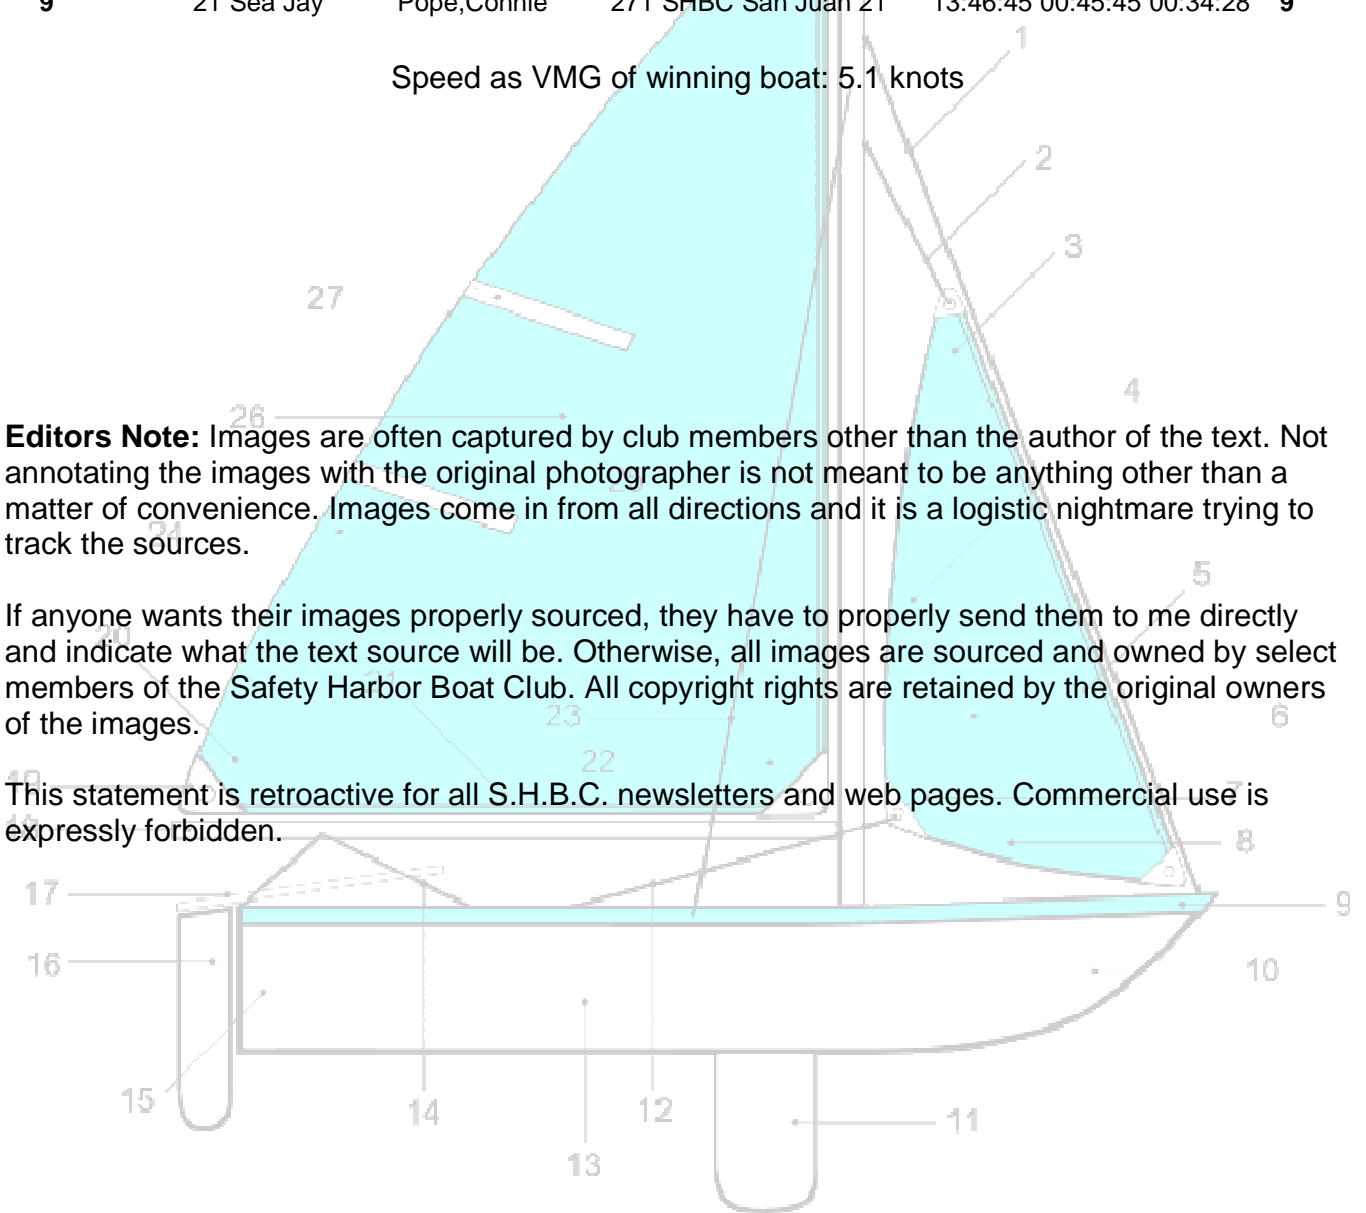 9 21 Sea Jay Pope,Connie 271 SHBC San Juan 21 13:46:45 00:45:45 00:34:28 9
1
Speed as VMG of winning boat: 5.1 knots
2
3
27
4
26
Editors Note: Images are often captured by club members other than the author of the text. Not
annotating the images with the original photographer is not meant to be anything other than a
matter of convenience. Images come in from all directions and it is a logistic nightmare trying to
24
track the sources.
5
If anyone wants their images properly sourced, they have to properly send them to me directly
20
and indicate what the text source will be. Otherwise, all images are sourced and owned by select
21
members of the Safety Harbor Boat Club. All copyright rights are retained by the original owners
of the images.
23
6
22
19
This statement is retroactive for all S.H.B.C. newsletters and web pages. Commercial use is
7
expressly forbidden.
8
17
9
16
10
15
14
12
11
13